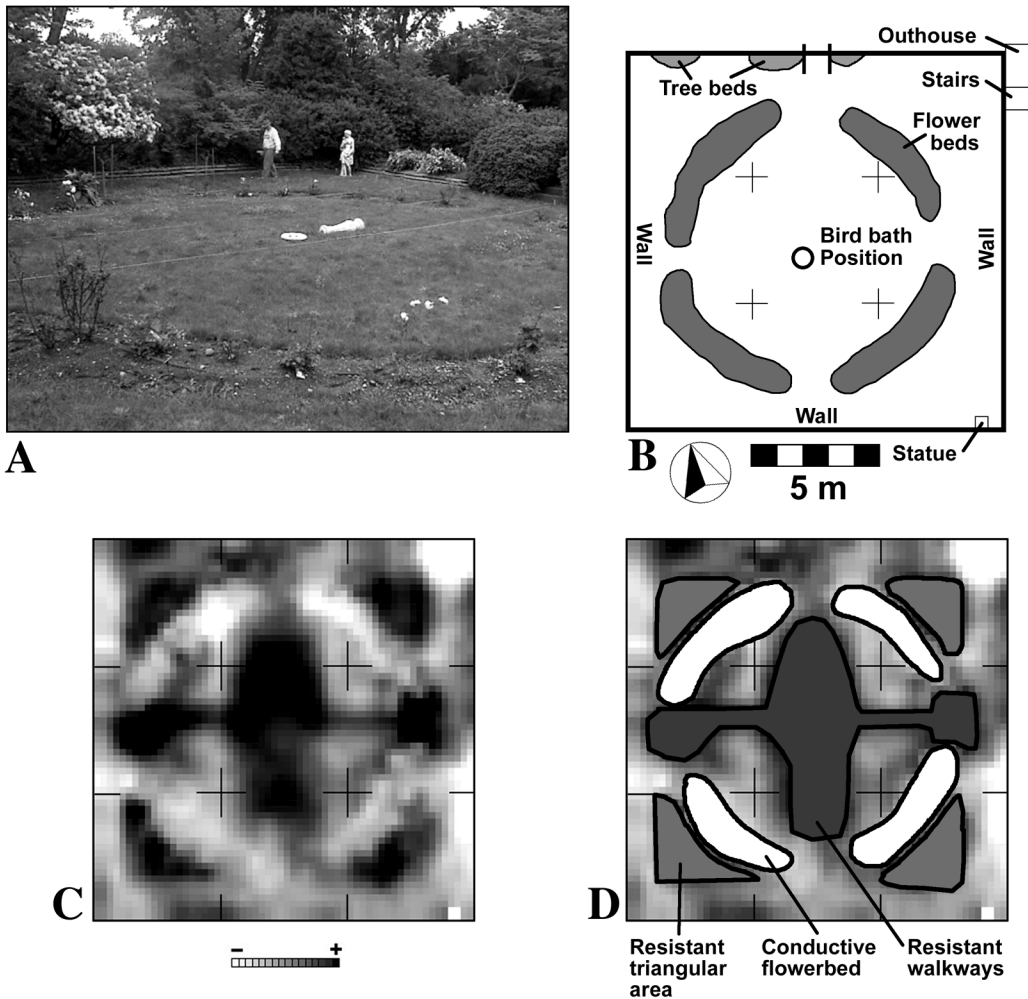 A
Outhouse
Stairs
Tree beds
Flower
beds
Wall
Bird bath
Position
Wall
Wall
B
Statue
5 m
C
- +
D
Resistant
triangular
area
Conductive
flowerbed
Resistant
walkways